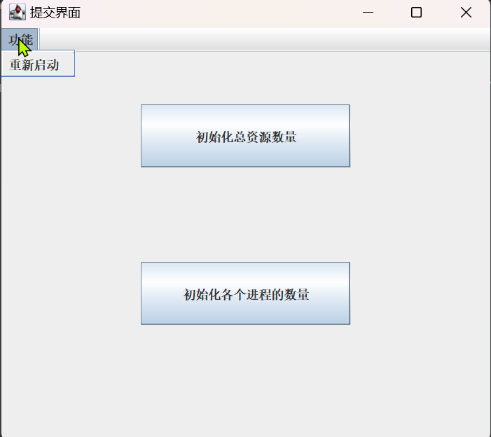 提交界面
功能
重新启动
初始化总资源数量
初始化各个进程的数量